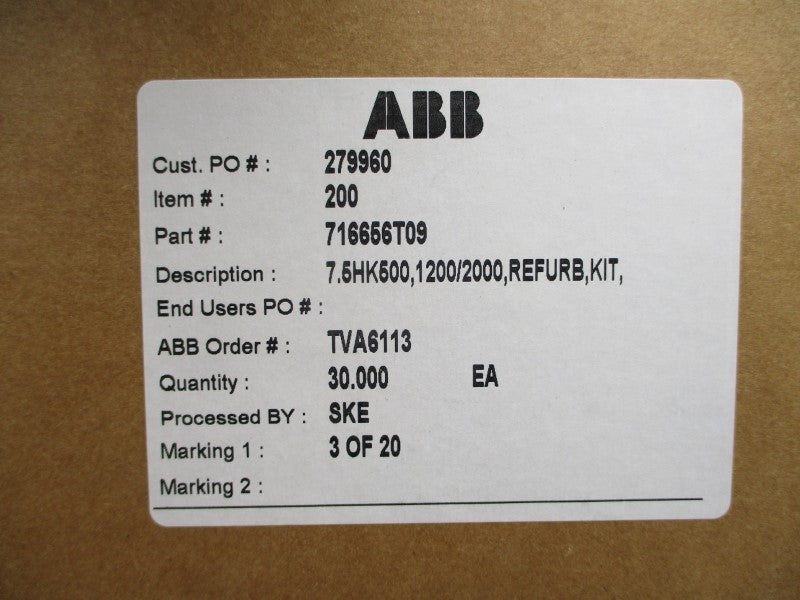 ABB
Cust. PO # : 279960
Item # : 200
Part # : 716656T09
Description : 7.5HK500,1200/2000,REFURB,KIT,
End Users PO # :
ABB Order # : TVA6113
Quantity : 30.000 EA
Processed BY : SKE
Marking 1 : 3 OF 20
Marking 2 :